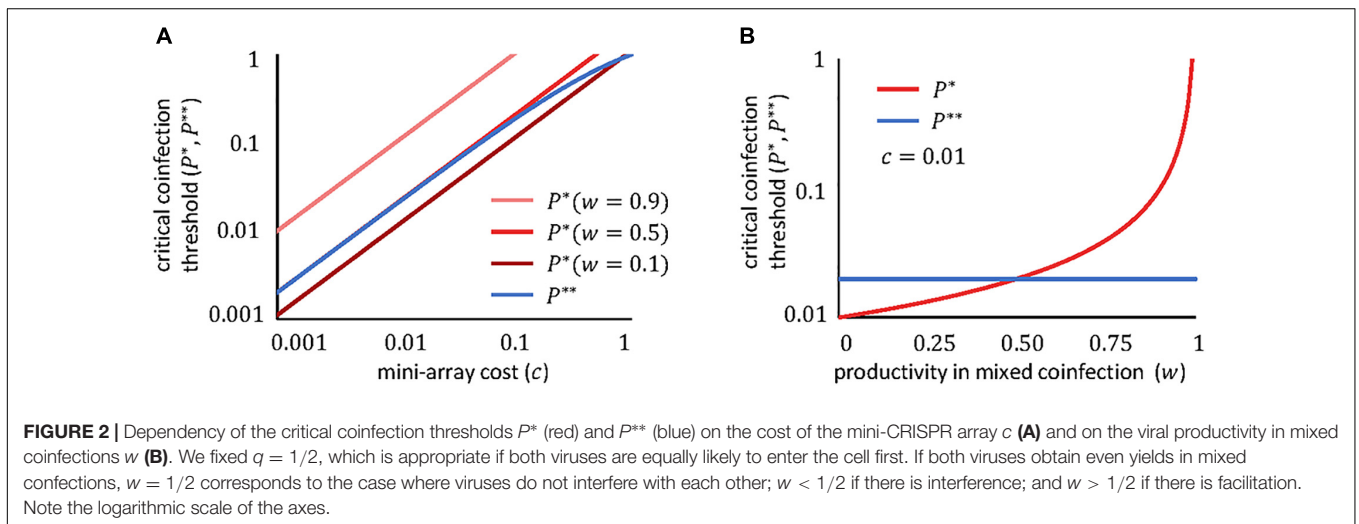 A
critical coinfection
threshold (P*, P**)
1
0.1
0.01
0.001
P*(w = 0.9)
P*(w = 0.5)
P*(w = 0.1)
P**
0.001 0.01 0.1 1
mini-array cost (c)
B
critical coinfection
threshold (P*, P**)
1
0.1
0.01
P*
P**
c = 0.01
0 0.25 0.50 0.75 1
productivity in mixed coinfection (w)
FIGURE 2 | Dependency of the critical coinfection thresholds P* (red) and P** (blue) on the cost of the mini-CRISPR array c (A) and on the viral productivity in mixed
coinfections w (B). We fixed q = 1/2, which is appropriate if both viruses are equally likely to enter the cell first. If both viruses obtain even yields in mixed
confections, w = 1/2 corresponds to the case where viruses do not interfere with each other; w < 1/2 if there is interference; and w > 1/2 if there is facilitation.
Note the logarithmic scale of the axes.